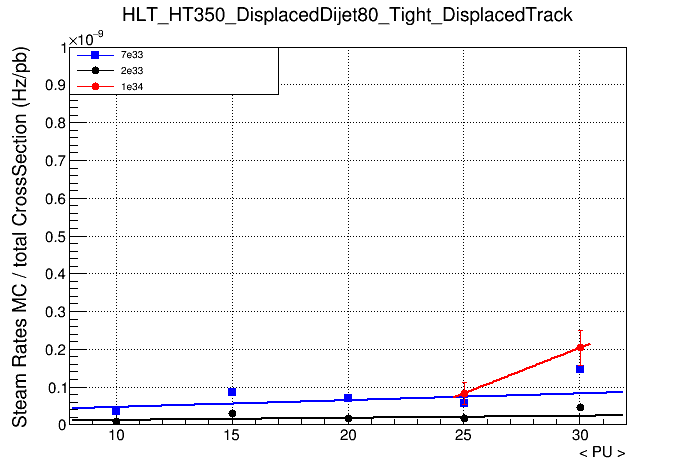 HLT_HT350_DisplacedDijet80_Tight_DisplacedTrack
×10⁻⁹
Steam Rates MC / total CrossSection (Hz/pb)
7e33
2e33
1e34
1
0.9
0.8
0.7
0.6
0.5
0.4
0.3
0.2
0.1
0
10 15 20 25 30
< PU >